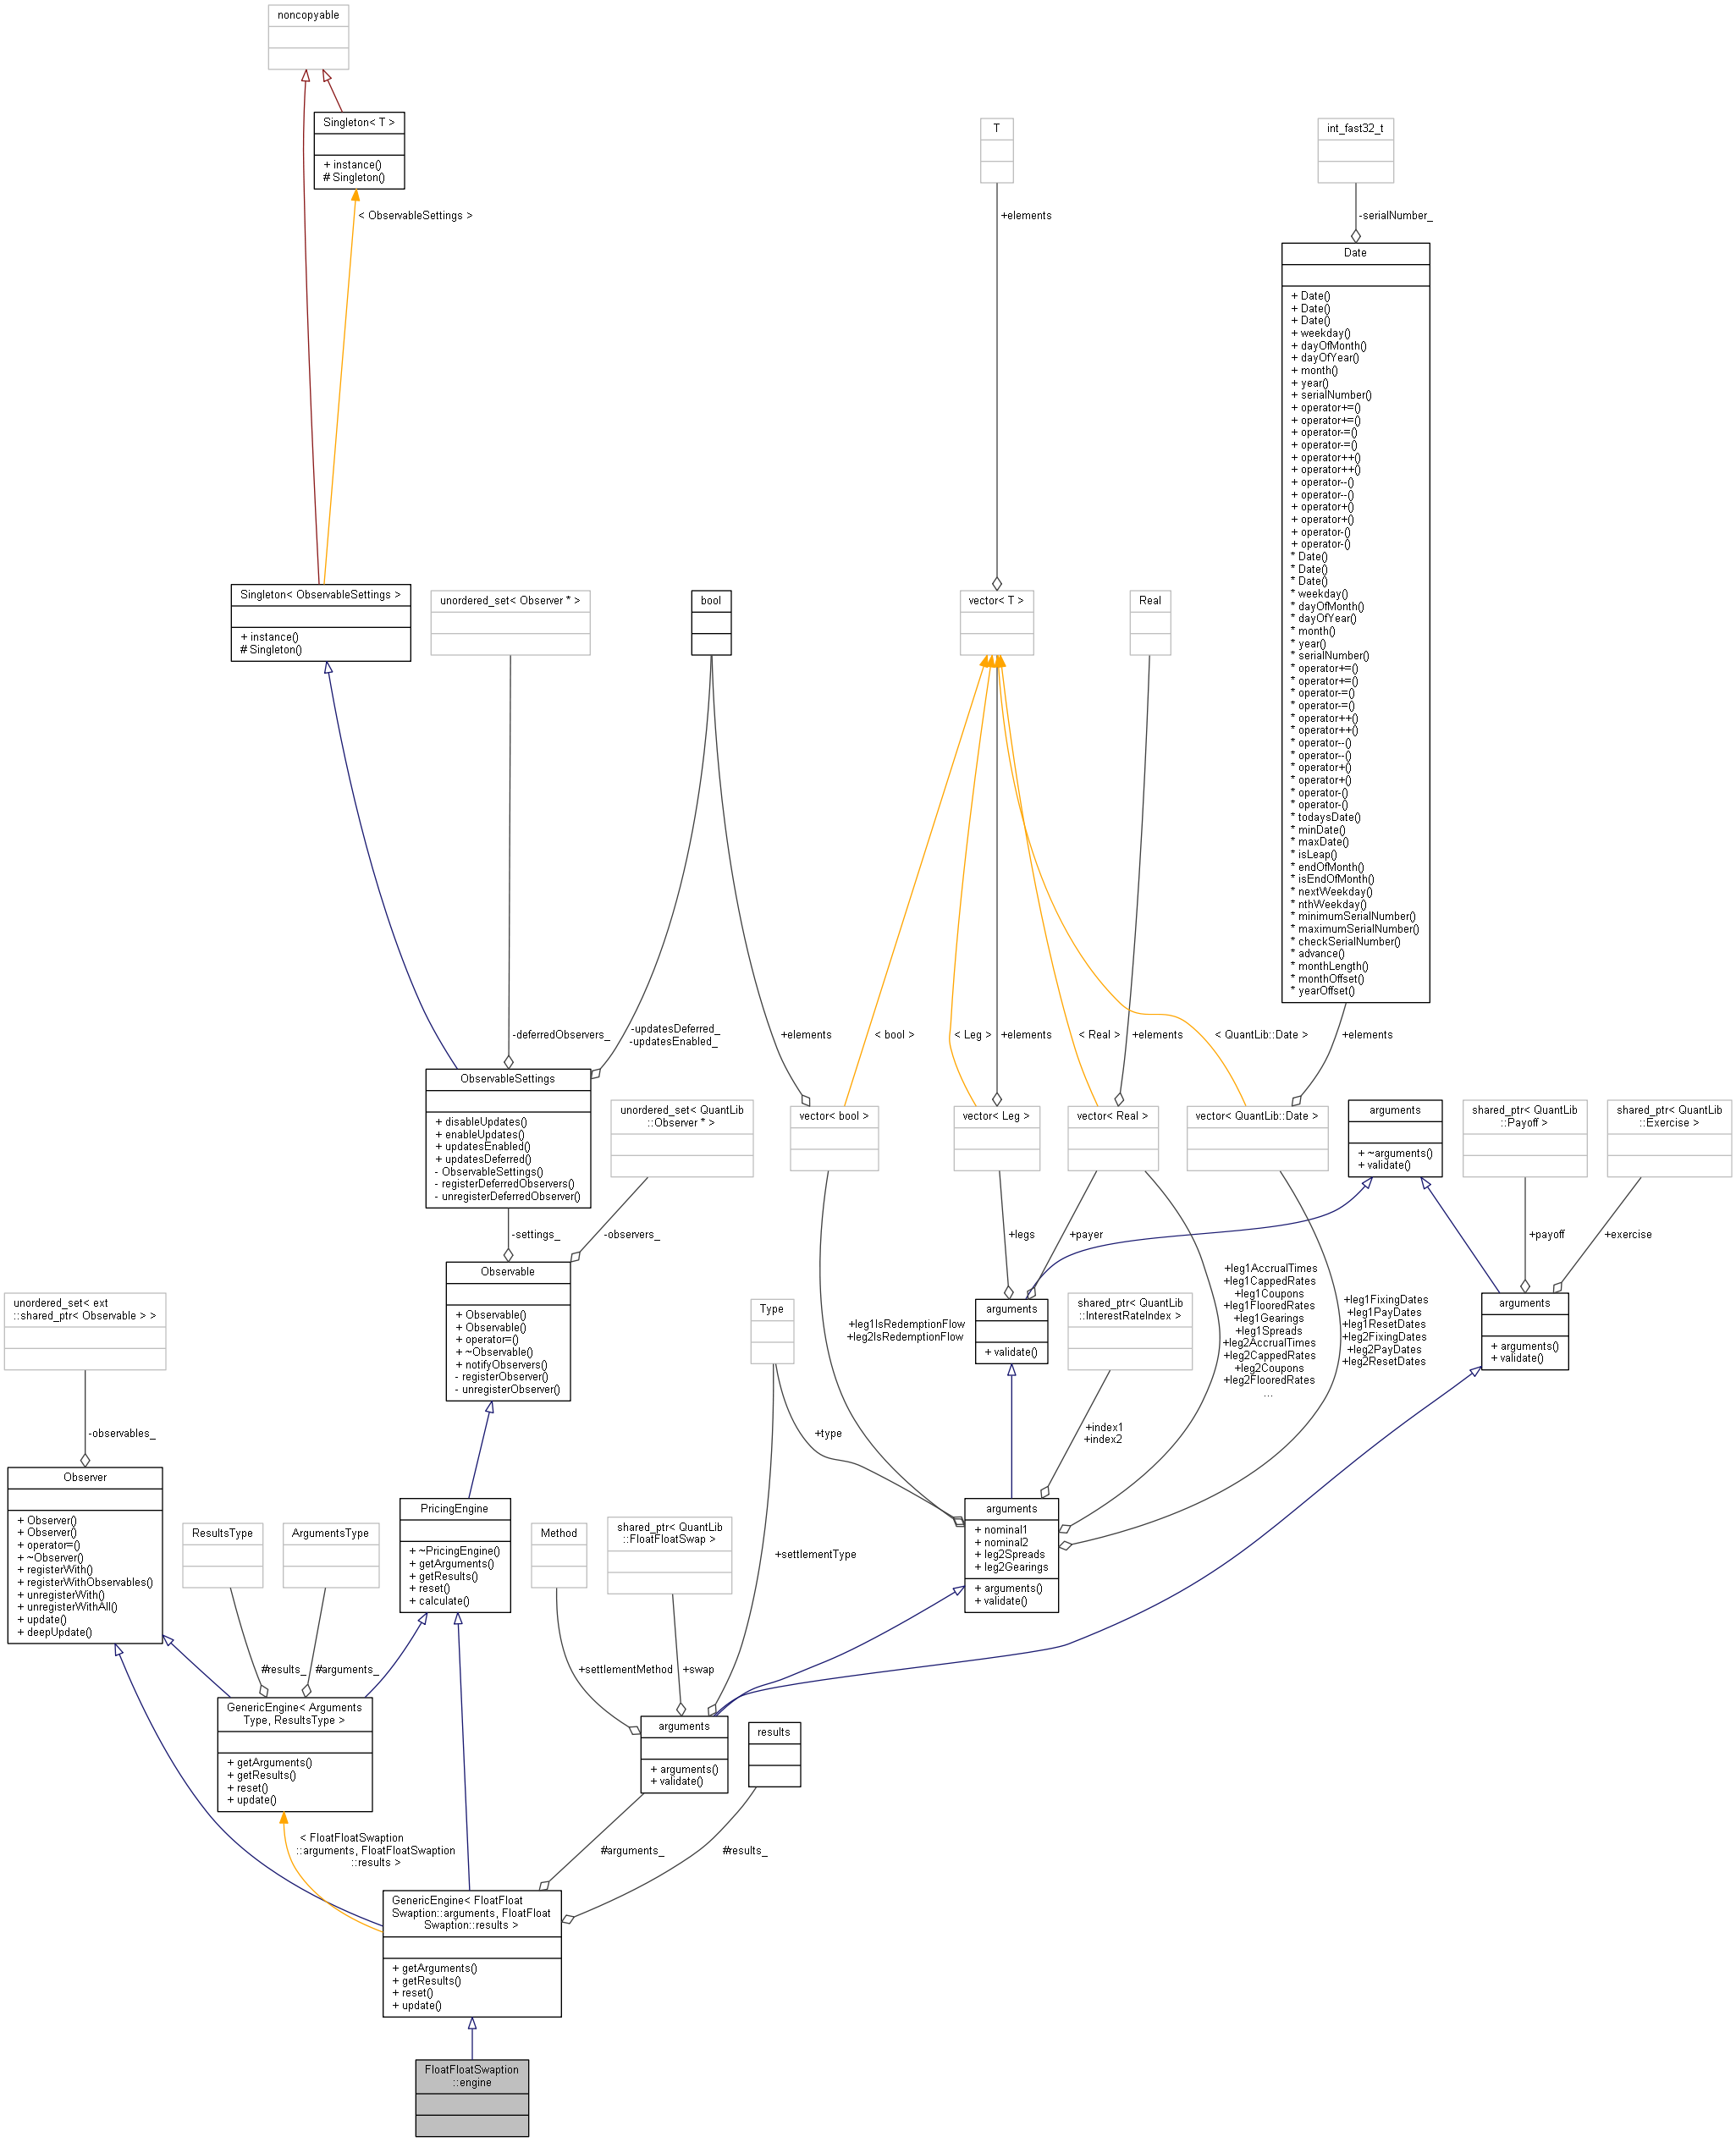 noncopyable
Singleton< T >
+ instance()
# Singleton()
< ObservableSettings >
T
+elements
int_fast32_t
-serialNumber_
Date
+ Date()
+ Date()
+ Date()
+ weekday()
+ dayOfMonth()
+ dayOfYear()
+ month()
+ year()
+ serialNumber()
+ operator+=()
+ operator+=()
+ operator-=()
+ operator-=()
+ operator++()
+ operator++()
+ operator--()
+ operator--()
+ operator+()
+ operator+()
+ operator-()
+ operator-()
* Date()
* Date()
* Date()
* weekday()
* dayOfMonth()
* dayOfYear()
* month()
* year()
* serialNumber()
* operator+=()
* operator+=()
* operator-=()
* operator-=()
* operator++()
* operator++()
* operator--()
* operator--()
* operator+()
* operator+()
* operator-()
* operator-()
* todaysDate()
* minDate()
* maxDate()
* isLeap()
* endOfMonth()
* isEndOfMonth()
* nextWeekday()
* nthWeekday()
* minimumSerialNumber()
* maximumSerialNumber()
* checkSerialNumber()
* advance()
* monthLength()
* monthOffset()
* yearOffset()
Singleton< ObservableSettings >
+ instance()
# Singleton()
unordered_set< Observer * >
bool
vector< T >
Real
-deferredObservers_
-updatesDeferred_
-updatesEnabled_
+elements
< bool >
< Leg >
+elements
< Real >
+elements
< QuantLib::Date >
+elements
ObservableSettings
+ disableUpdates()
+ enableUpdates()
+ updatesEnabled()
+ updatesDeferred()
- ObservableSettings()
- registerDeferredObservers()
- unregisterDeferredObserver()
unordered_set< QuantLib
::Observer * >
vector< bool >
vector< Leg >
vector< Real >
vector< QuantLib::Date >
arguments
+ ~arguments()
+ validate()
shared_ptr< QuantLib
::Payoff >
shared_ptr< QuantLib
::Exercise >
-settings_
-observers_
+legs
+payer
+payoff
+exercise
Observable
+ Observable()
+ Observable()
+ operator=()
+ ~Observable()
+ notifyObservers()
- registerObserver()
- unregisterObserver()
unordered_set< ext
::shared_ptr< Observable > >
Type
+leg1IsRedemptionFlow
+leg2IsRedemptionFlow
arguments
+ validate()
shared_ptr< QuantLib
::InterestRateIndex >
+leg1AccrualTimes
+leg1CappedRates
+leg1Coupons
+leg1FlooredRates
+leg1Gearings
+leg1Spreads
+leg2AccrualTimes
+leg2CappedRates
+leg2Coupons
+leg2FlooredRates
...
+leg1FixingDates
+leg1PayDates
+leg1ResetDates
+leg2FixingDates
+leg2PayDates
+leg2ResetDates
arguments
+ arguments()
+ validate()
-observables_
+type
+index1
+index2
Observer
+ Observer()
+ Observer()
+ operator=()
+ ~Observer()
+ registerWith()
+ registerWithObservables()
+ unregisterWith()
+ unregisterWithAll()
+ update()
+ deepUpdate()
ResultsType
ArgumentsType
PricingEngine
+ ~PricingEngine()
+ getArguments()
+ getResults()
+ reset()
+ calculate()
Method
shared_ptr< QuantLib
::FloatFloatSwap >
+settlementType
arguments
+ nominal1
+ nominal2
+ leg2Spreads
+ leg2Gearings
+ arguments()
+ validate()
#results_
#arguments_
+settlementMethod
+swap
GenericEngine< Arguments
Type, ResultsType >
+ getArguments()
+ getResults()
+ reset()
+ update()
arguments
+ arguments()
+ validate()
results
< FloatFloatSwaption
::arguments, FloatFloatSwaption
::results >
#arguments_
#results_
GenericEngine< FloatFloat
Swaption::arguments, FloatFloat
Swaption::results >
+ getArguments()
+ getResults()
+ reset()
+ update()
FloatFloatSwaption
::engine